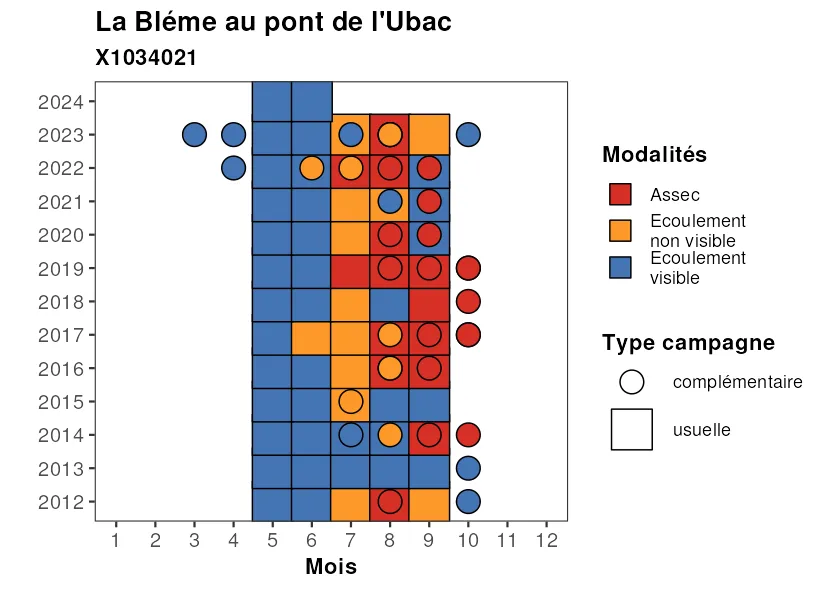 La Bléme au pont de l'Ubac
X1034021
2024
2023
2022
2021
2020
2019
2018
2017
2016
2015
2014
2013
2012
1 2 3 4 5 6 7 8 9 10 11 12
Mois
Modalités
Assec
Ecoulement
non visible
Ecoulement
visible
Type campagne
complémentaire
usuelle